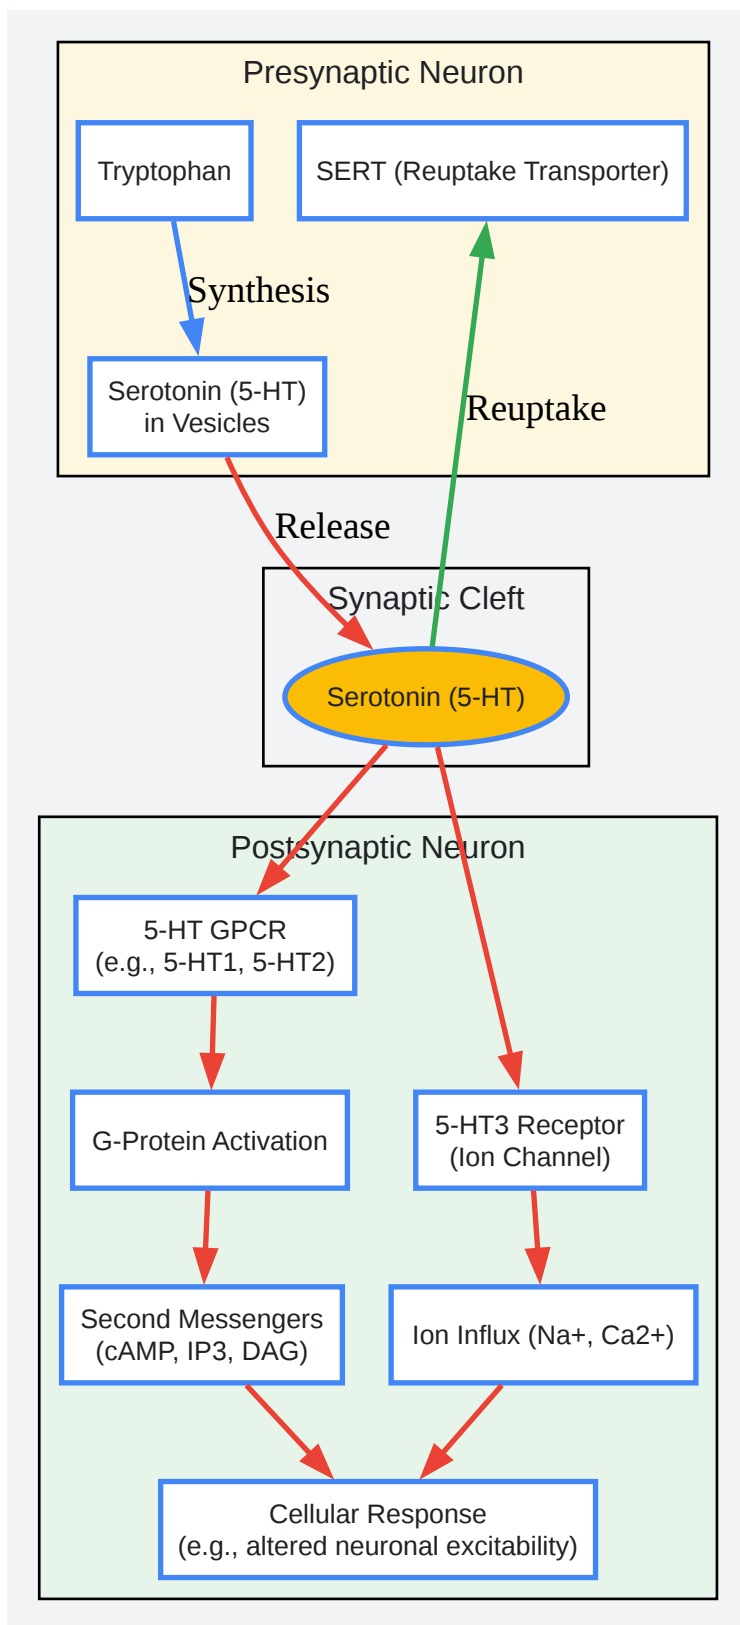 Presynaptic Neuron
Tryptophan
SERT (Reuptake Transporter)
Synthesis
Serotonin (5-HT)
in Vesicles
Reuptake
Release
Synaptic Cleft
Serotonin (5-HT)
Postsynaptic Neuron
5-HT GPCR
(e.g., 5-HT1, 5-HT2)
G-Protein Activation
5-HT3 Receptor
(Ion Channel)
Second Messengers
(cAMP, IP3, DAG)
Ion Influx (Na+, Ca2+)
Cellular Response
(e.g., altered neuronal excitability)